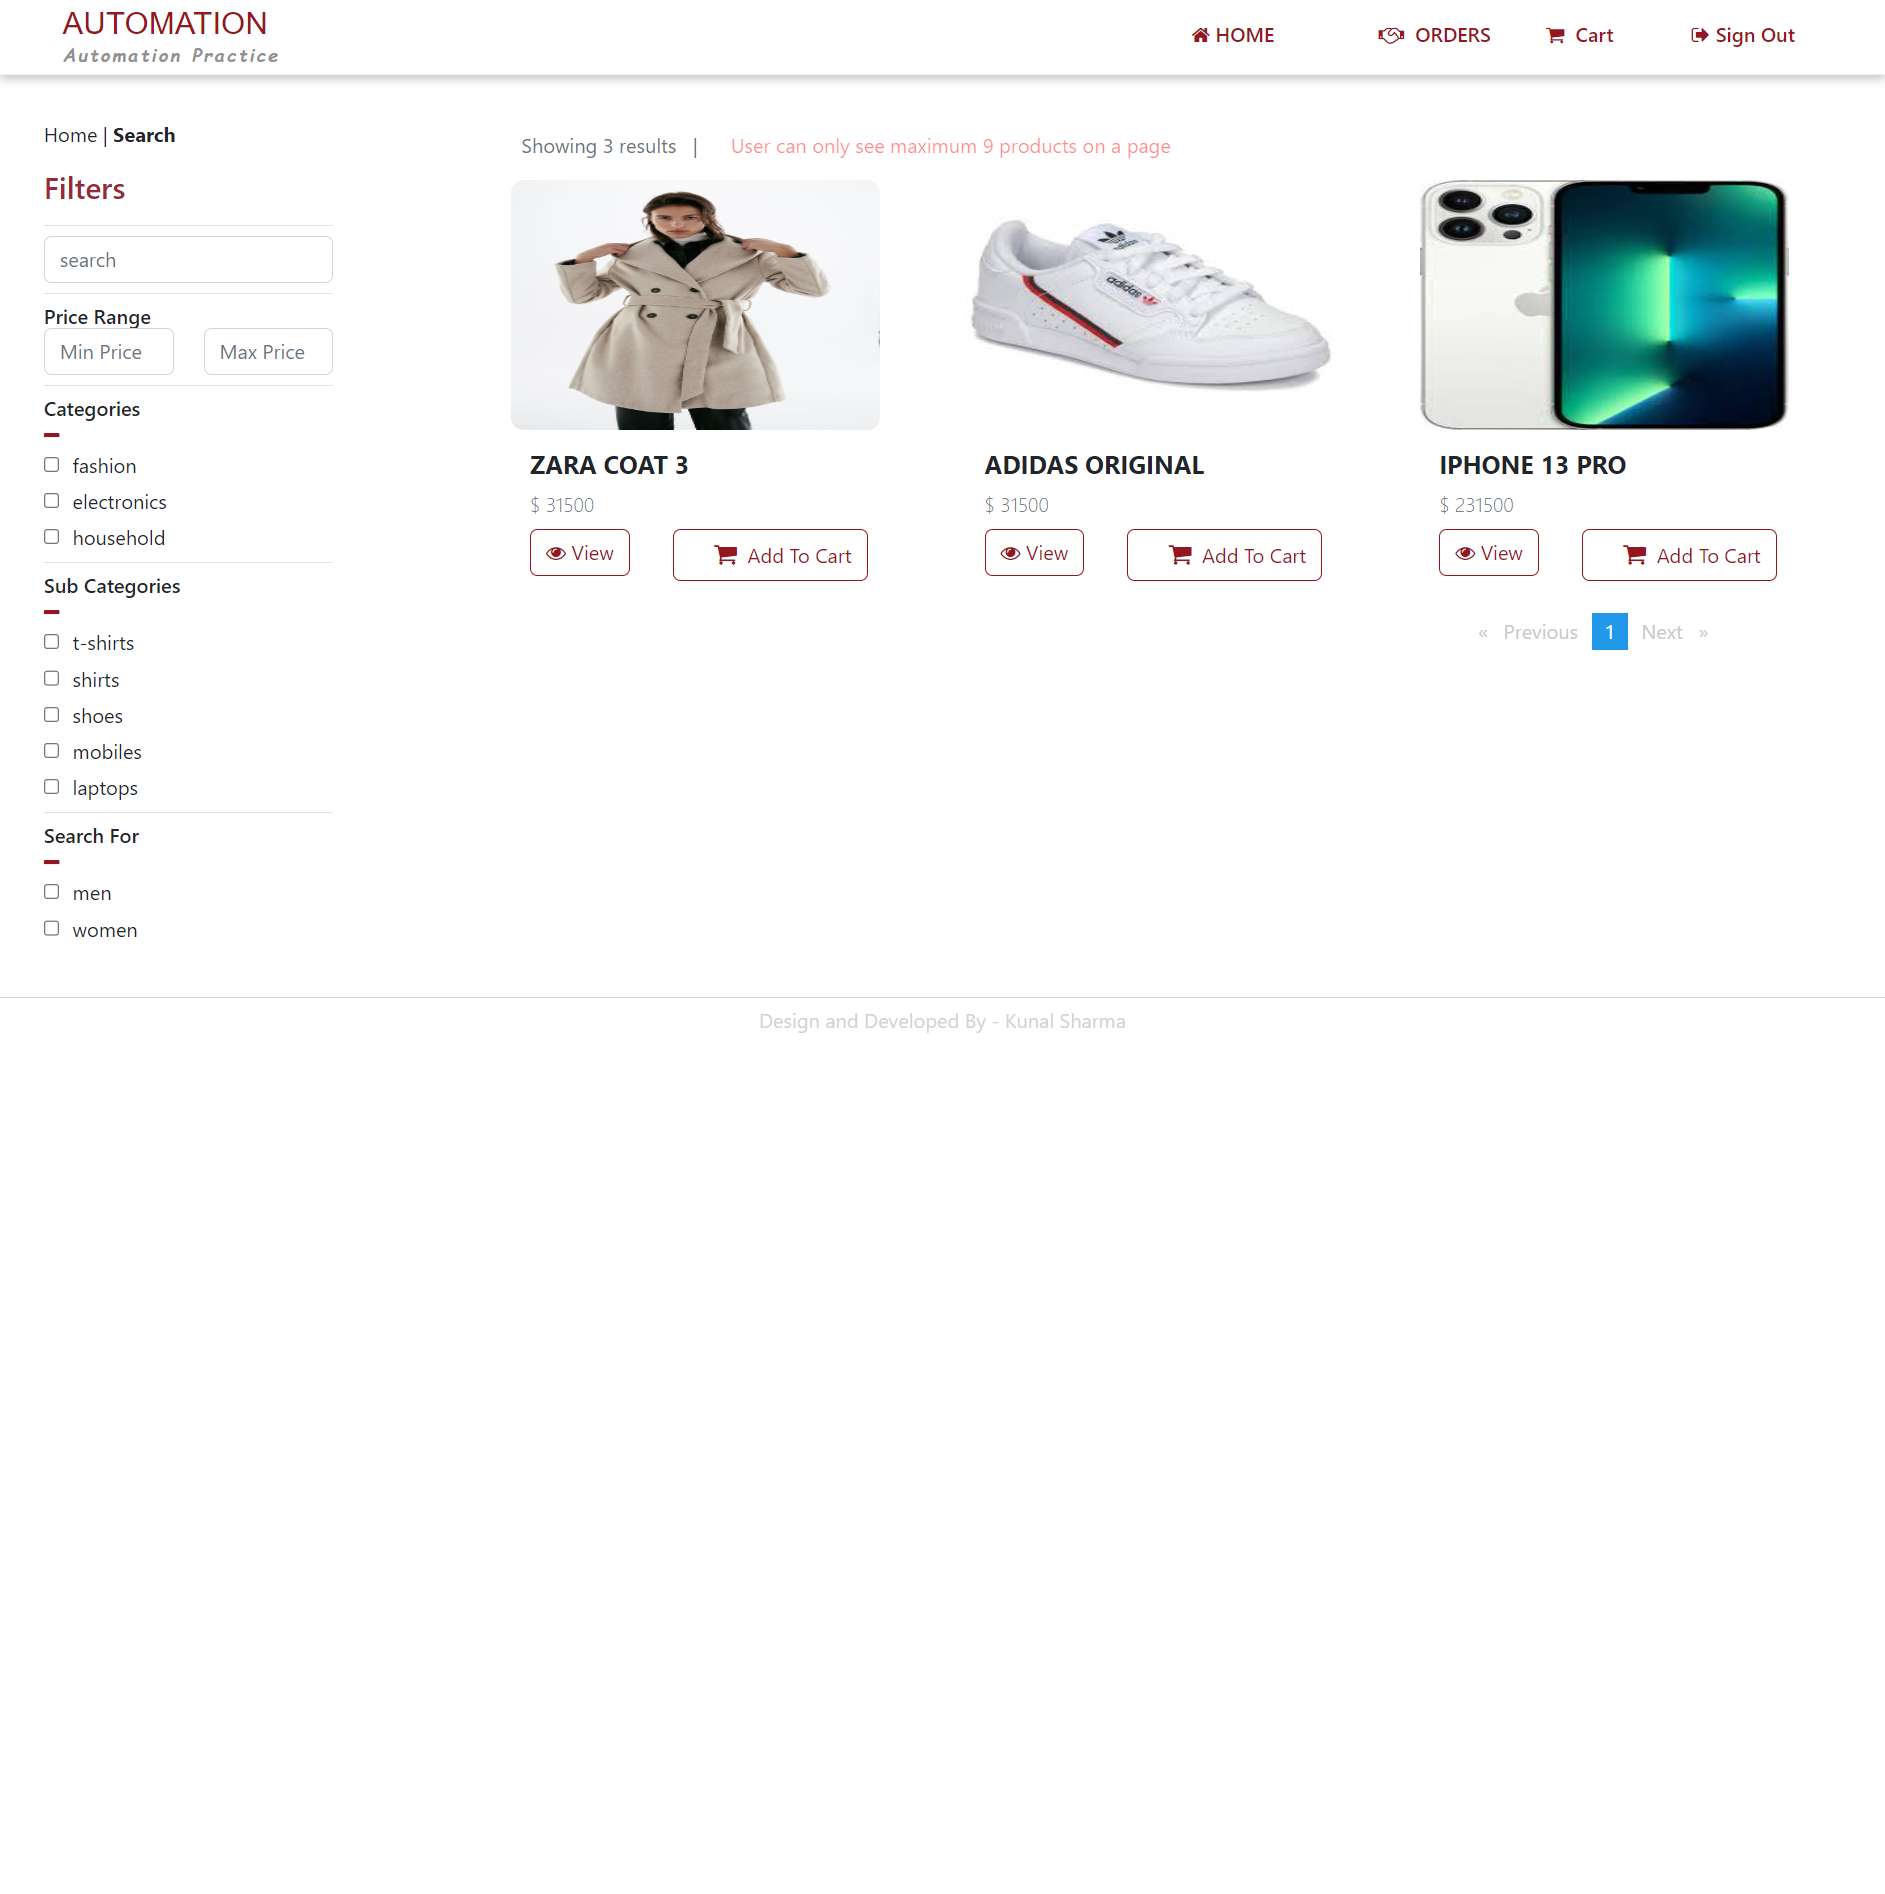 AUTOMATION
Automation Practice
HOME
ORDERS
Cart
Sign Out
Home | Search
Filters
search
Price Range
Min Price
Max Price
Categories
fashion
electronics
household
Sub Categories
t-shirts
shirts
shoes
mobiles
laptops
Search For
men
women
Showing 3 results |
User can only see maximum 9 products on a page
adidas
adidas
ZARA COAT 3
$ 31500
View
Add To Cart
ADIDAS ORIGINAL
$ 31500
View
Add To Cart
IPHONE 13 PRO
$ 231500
View
Add To Cart
« Previous 1 Next »
Design and Developed By - Kunal Sharma